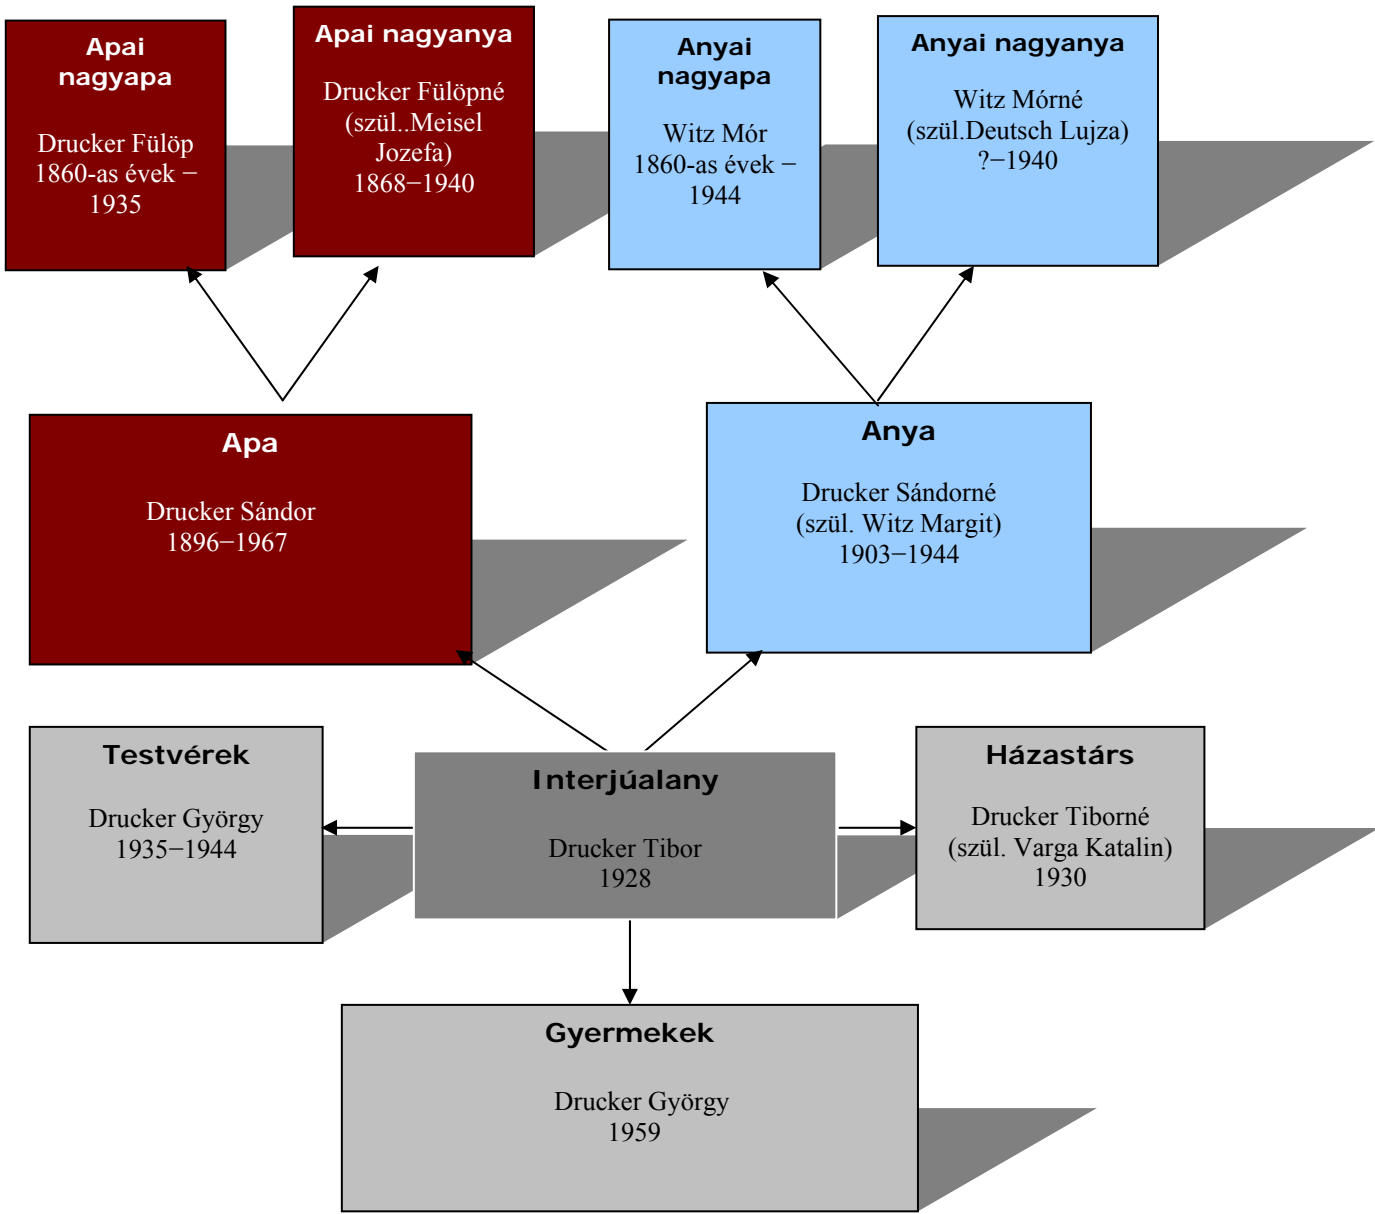 Apai
nagyapa
Drucker Fülöp
1860-as évek −
1935
Apai nagyanya
Drucker Fülöpné
(szül..Meisel
Jozefa)
1868−1940
Anyai
nagyapa
Witz Mór
1860-as évek −
1944
Anyai nagyanya
Witz Mórné
(szül.Deutsch Lujza)
?−1940
Apa
Drucker Sándor
1896−1967
Anya
Drucker Sándorné
(szül. Witz Margit)
1903−1944
Testvérek
Drucker György
1935−1944
Interjúalany
Drucker Tibor
1928
Házastárs
Drucker Tiborné
(szül. Varga Katalin)
1930
Gyermekek
Drucker György
1959